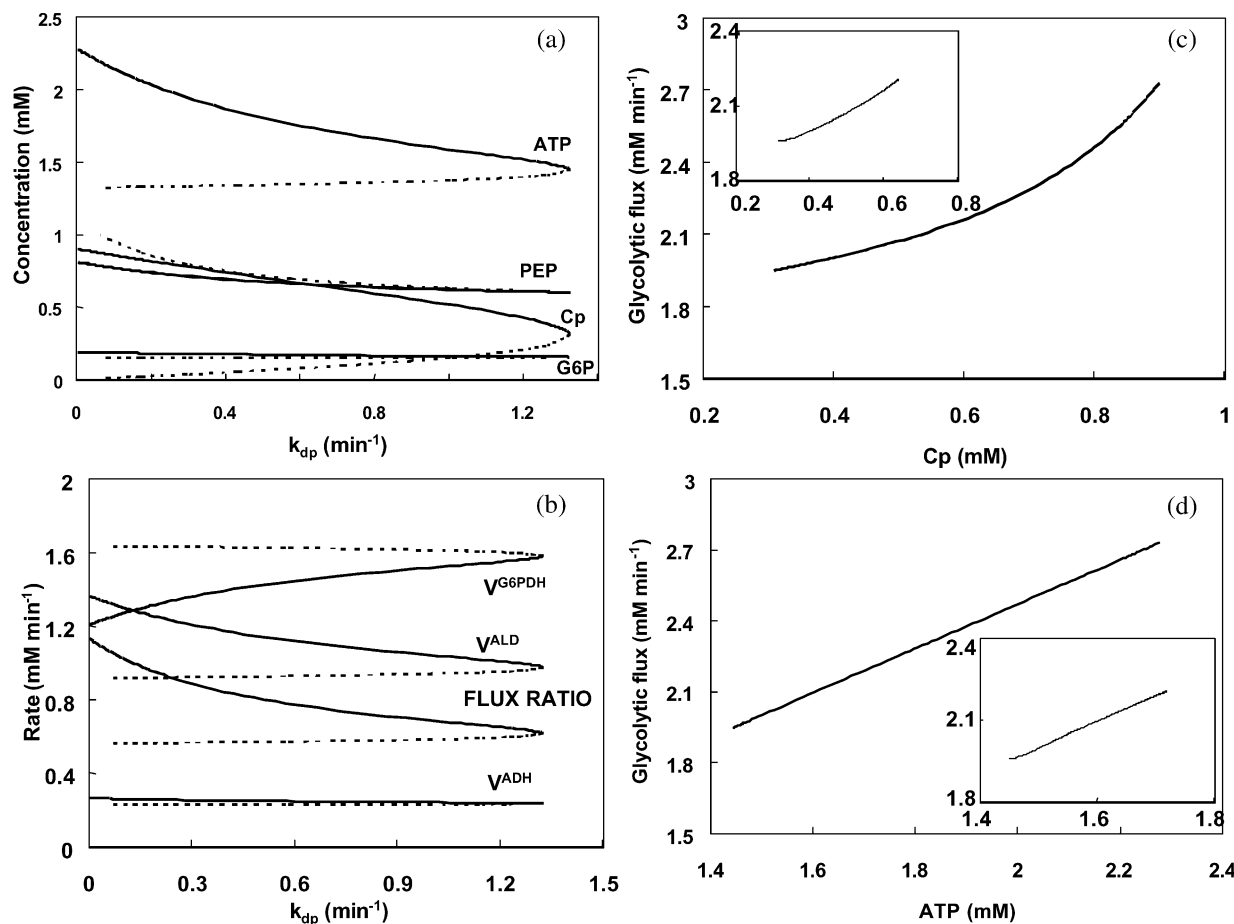 (a)
Concentration (mM)
2.5
2
1.5
1
0.5
0
ATP
PEP
Cp
G6P
0 0.4 0.8 1.2
k_dp (min⁻¹)
(c)
Glycolytic flux (mM min⁻¹)
3
2.7
2.4
2.1
1.8
1.5
2.4
2.1
1.8
0.2 0.4 0.6 0.8
0.2 0.4 0.6 0.8 1
Cp (mM)
(b)
Rate (mM min⁻¹)
2
1.6
1.2
0.8
0.4
0
V^G6PDH
V^ALD
FLUX RATIO
V^ADH
0 0.3 0.6 0.9 1.2 1.5
k_dp (min⁻¹)
(d)
Glycolytic flux (mM min⁻¹)
3
2.7
2.4
2.1
1.8
1.5
2.4
2.1
1.8
1.4 1.6 1.8
1.4 1.6 1.8 2 2.2 2.4
ATP (mM)